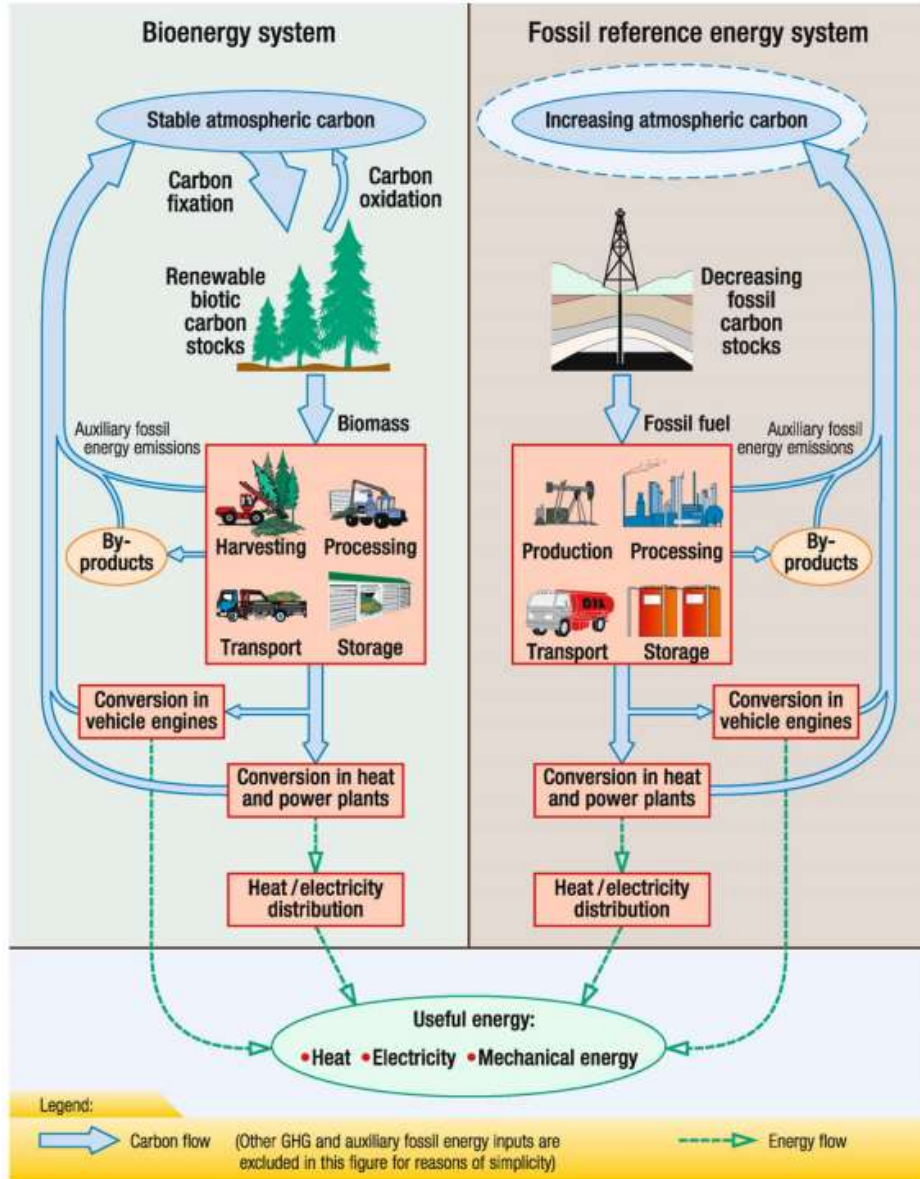 Bioenergy system
Stable atmospheric carbon
Carbon
fixation
Carbon
oxidation
Renewable
biotic
carbon
stocks
Biomass
Auxiliary fossil
energy emissions
By-
products
Harvesting
Processing
Transport
Storage
Conversion in
vehicle engines
Conversion in heat
and power plants
Heat/electricity
distribution
Fossil reference energy system
Increasing atmospheric carbon
Decreasing
fossil
carbon
stocks
Fossil fuel
Auxiliary fossil
energy emissions
Production
Processing
OIL
Transport
Storage
By-
products
Conversion in
vehicle engines
Conversion in heat
and power plants
Heat/electricity
distribution
Useful energy:
•Heat •Electricity •Mechanical energy
Legend:
Carbon flow
(Other GHG and auxiliary fossil energy inputs are
excluded in this figure for reasons of simplicity)
Energy flow